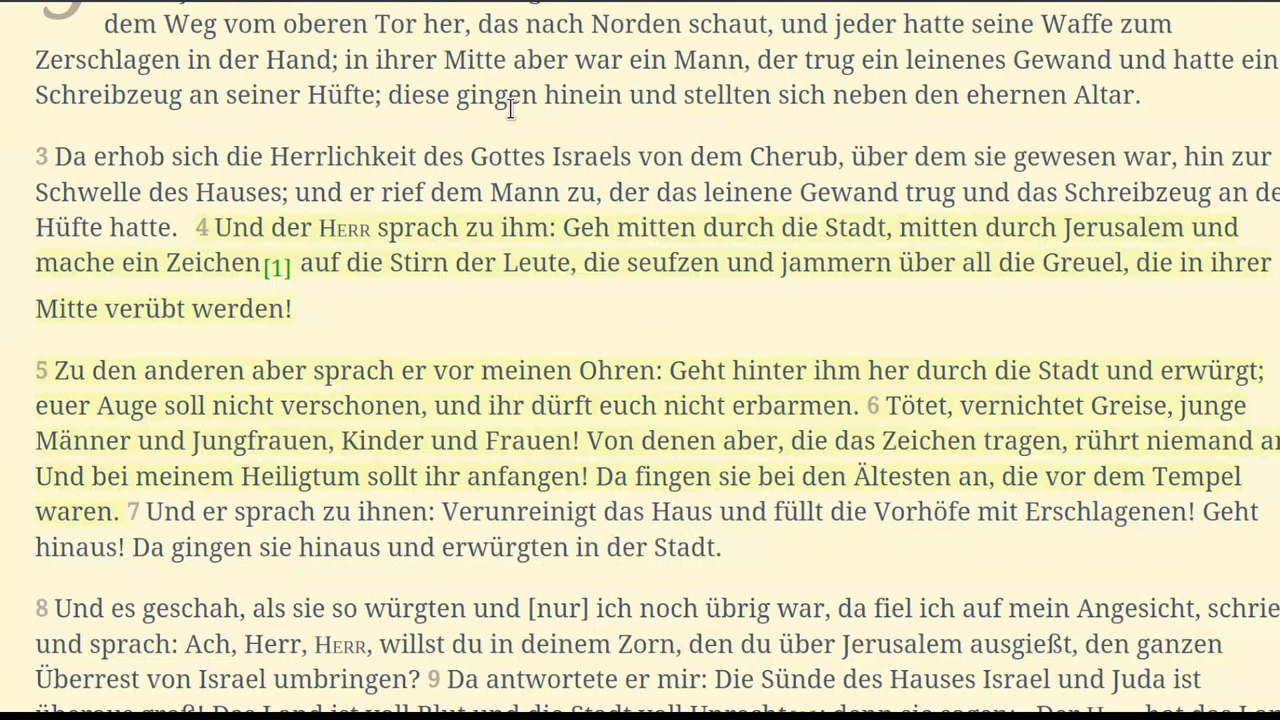 dem Weg vom oberen Tor her, das nach Norden schaut, und jeder hatte seine Waffe zum
Zerschlagen in der Hand; in ihrer Mitte aber war ein Mann, der trug ein leinenes Gewand und hatte ein
Schreibzeug an seiner Hüfte; diese gingen hinein und stellten sich neben den ehernen Altar.
3 Da erhob sich die Herrlichkeit des Gottes Israels von dem Cherub, über dem sie gewesen war, hin zur
Schwelle des Hauses; und er rief dem Mann zu, der das leinene Gewand trug und das Schreibzeug an de
Hüfte hatte. 4 Und der HERR sprach zu ihm: Geh mitten durch die Stadt, mitten durch Jerusalem und
mache ein Zeichen[1] auf die Stirn der Leute, die seufzen und jammern über all die Greuel, die in ihrer
Mitte verübt werden!
5 Zu den anderen aber sprach er vor meinen Ohren: Geht hinter ihm her durch die Stadt und erwürgt;
euer Auge soll nicht verschonen, und ihr dürft euch nicht erbarmen. 6 Tötet, vernichtet Greise, junge
Männer und Jungfrauen, Kinder und Frauen! Von denen aber, die das Zeichen tragen, rührt niemand an
Und bei meinem Heiligtum sollt ihr anfangen! Da fingen sie bei den Ältesten an, die vor dem Tempel
waren. 7 Und er sprach zu ihnen: Verunreinigt das Haus und füllt die Vorhöfe mit Erschlagenen! Geht
hinaus! Da gingen sie hinaus und erwürgten in der Stadt.
8 Und es geschah, als sie so würgten und [nur] ich noch übrig war, da fiel ich auf mein Angesicht, schrie
und sprach: Ach, Herr, HERR, willst du in deinem Zorn, den du über Jerusalem ausgießt, den ganzen
Überrest von Israel umbringen? 9 Da antwortete er mir: Die Sünde des Hauses Israel und Juda ist
überaus groß! Das Land ist voll Blut und die Stadt voll Unrecht